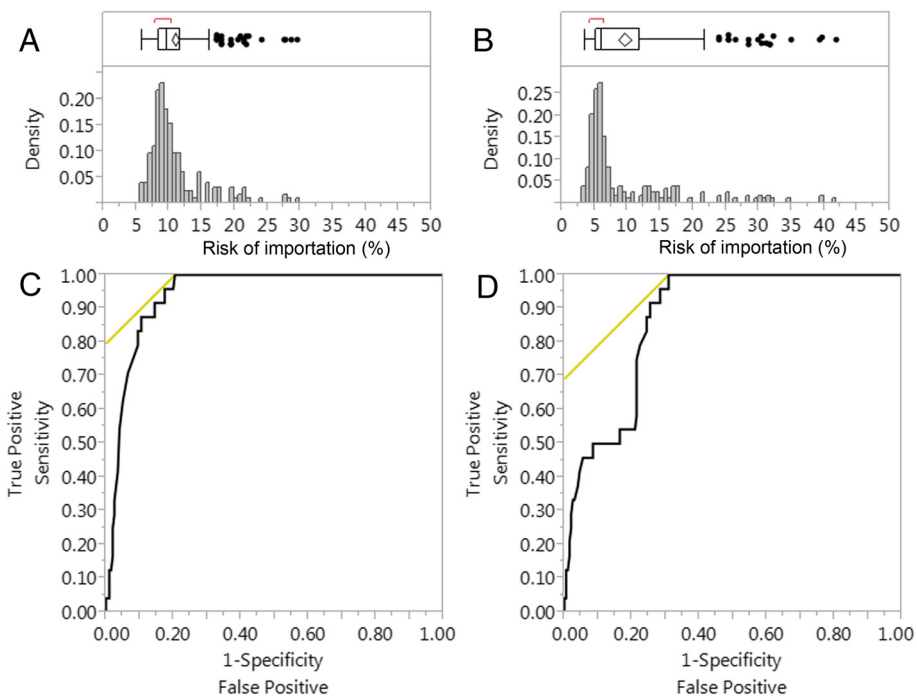 A
Density
0.20
0.15
0.10
0.05
0 5 10 15 20 25 30 35 40 45 50
Risk of importation (%)
B
Density
0.25
0.20
0.15
0.10
0.05
0 5 10 15 20 25 30 35 40 45 50
Risk of importation (%)
C
True Positive
Sensitivity
1.00
0.90
0.80
0.70
0.60
0.50
0.40
0.30
0.20
0.10
0.00
0.00 0.20 0.40 0.60 0.80 1.00
1-Specificity
False Positive
D
True Positive
Sensitivity
1.00
0.90
0.80
0.70
0.60
0.50
0.40
0.30
0.20
0.10
0.00
0.00 0.20 0.40 0.60 0.80 1.00
1-Specificity
False Positive